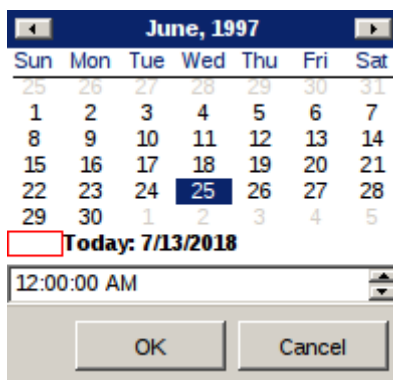 June, 1997
Sun Mon Tue Wed Thu Fri Sat
25 26 27 28 29 30 31
1 2 3 4 5 6 7
8 9 10 11 12 13 14
15 16 17 18 19 20 21
22 23 24 25 26 27 28
29 30 1 2 3 4 5
Today: 7/13/2018
12:00:00 AM
OK Cancel